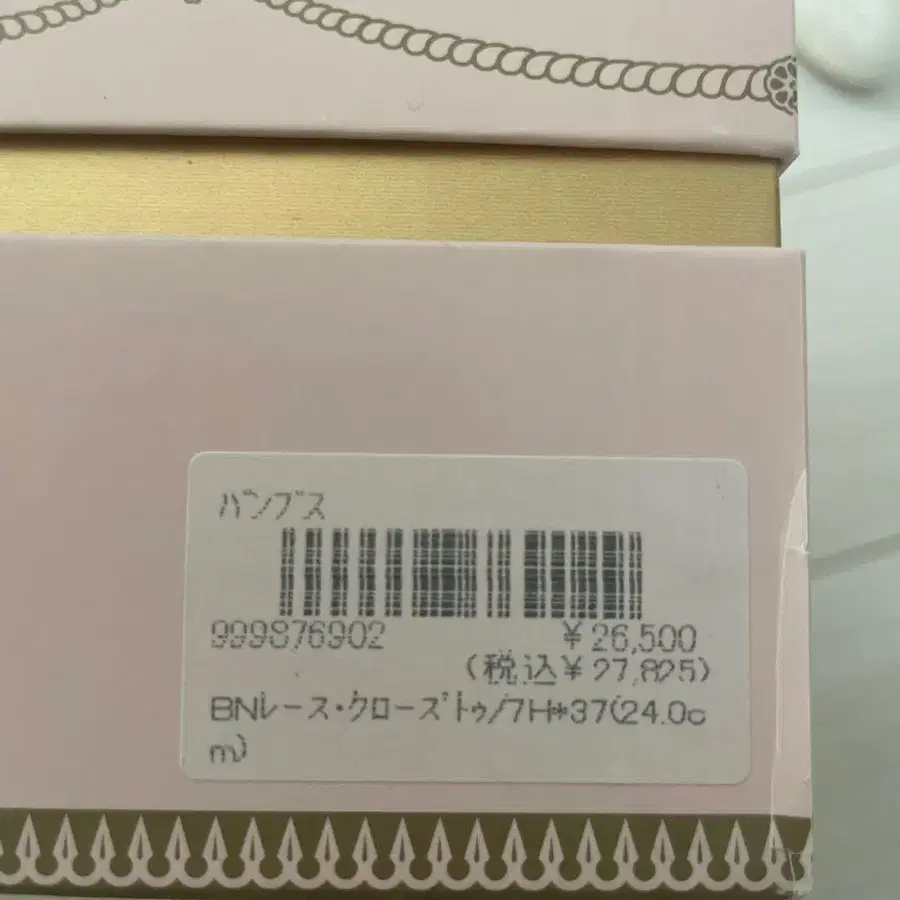 パンプス
999876902 ¥26,500
(税込¥27,825)
BNレース・クローズトゥ/7H*37(24.0c
m)